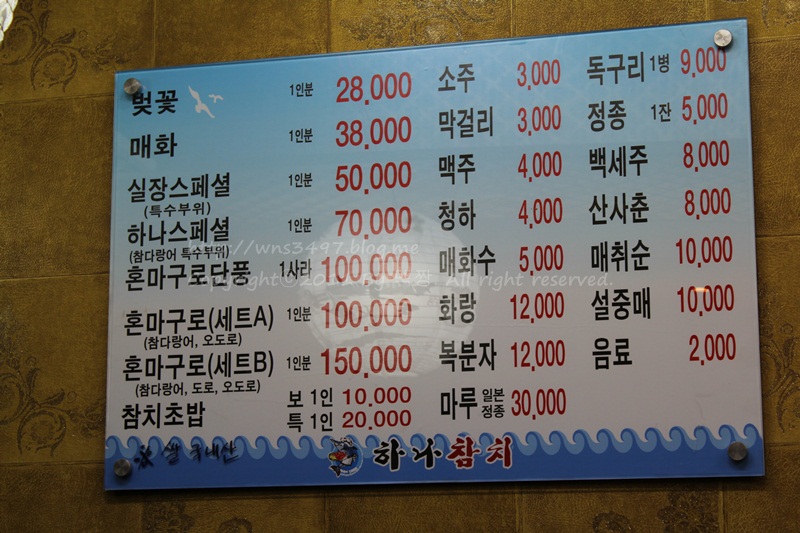 벚꽃 1인분 28,000
매화 1인분 38,000
실장스페셜 1인분 50,000
(특수부위)
하나스페셜 1인분 70,000
(참다랑어 특수부위)
혼마구로단품 1사라 100,000
혼마구로(세트A) 1인분 100,000
(참다랑어, 오도로)
혼마구로(세트B) 1인분 150,000
(참다랑어, 도로, 오도로)
참치초밥 보 1인 10,000
특 1인 20,000
소주 3,000
막걸리 3,000
맥주 4,000
청하 4,000
매화수 5,000
화랑 12,000
복분자 12,000
마루 일본 정종 30,000
독구리 1병 9,000
정종 1잔 5,000
백세주 8,000
산사춘 8,000
매취순 10,000
설중매 10,000
음료 2,000
쌀 국내산
하나참치
wns3497.blog.me
All right reserved.